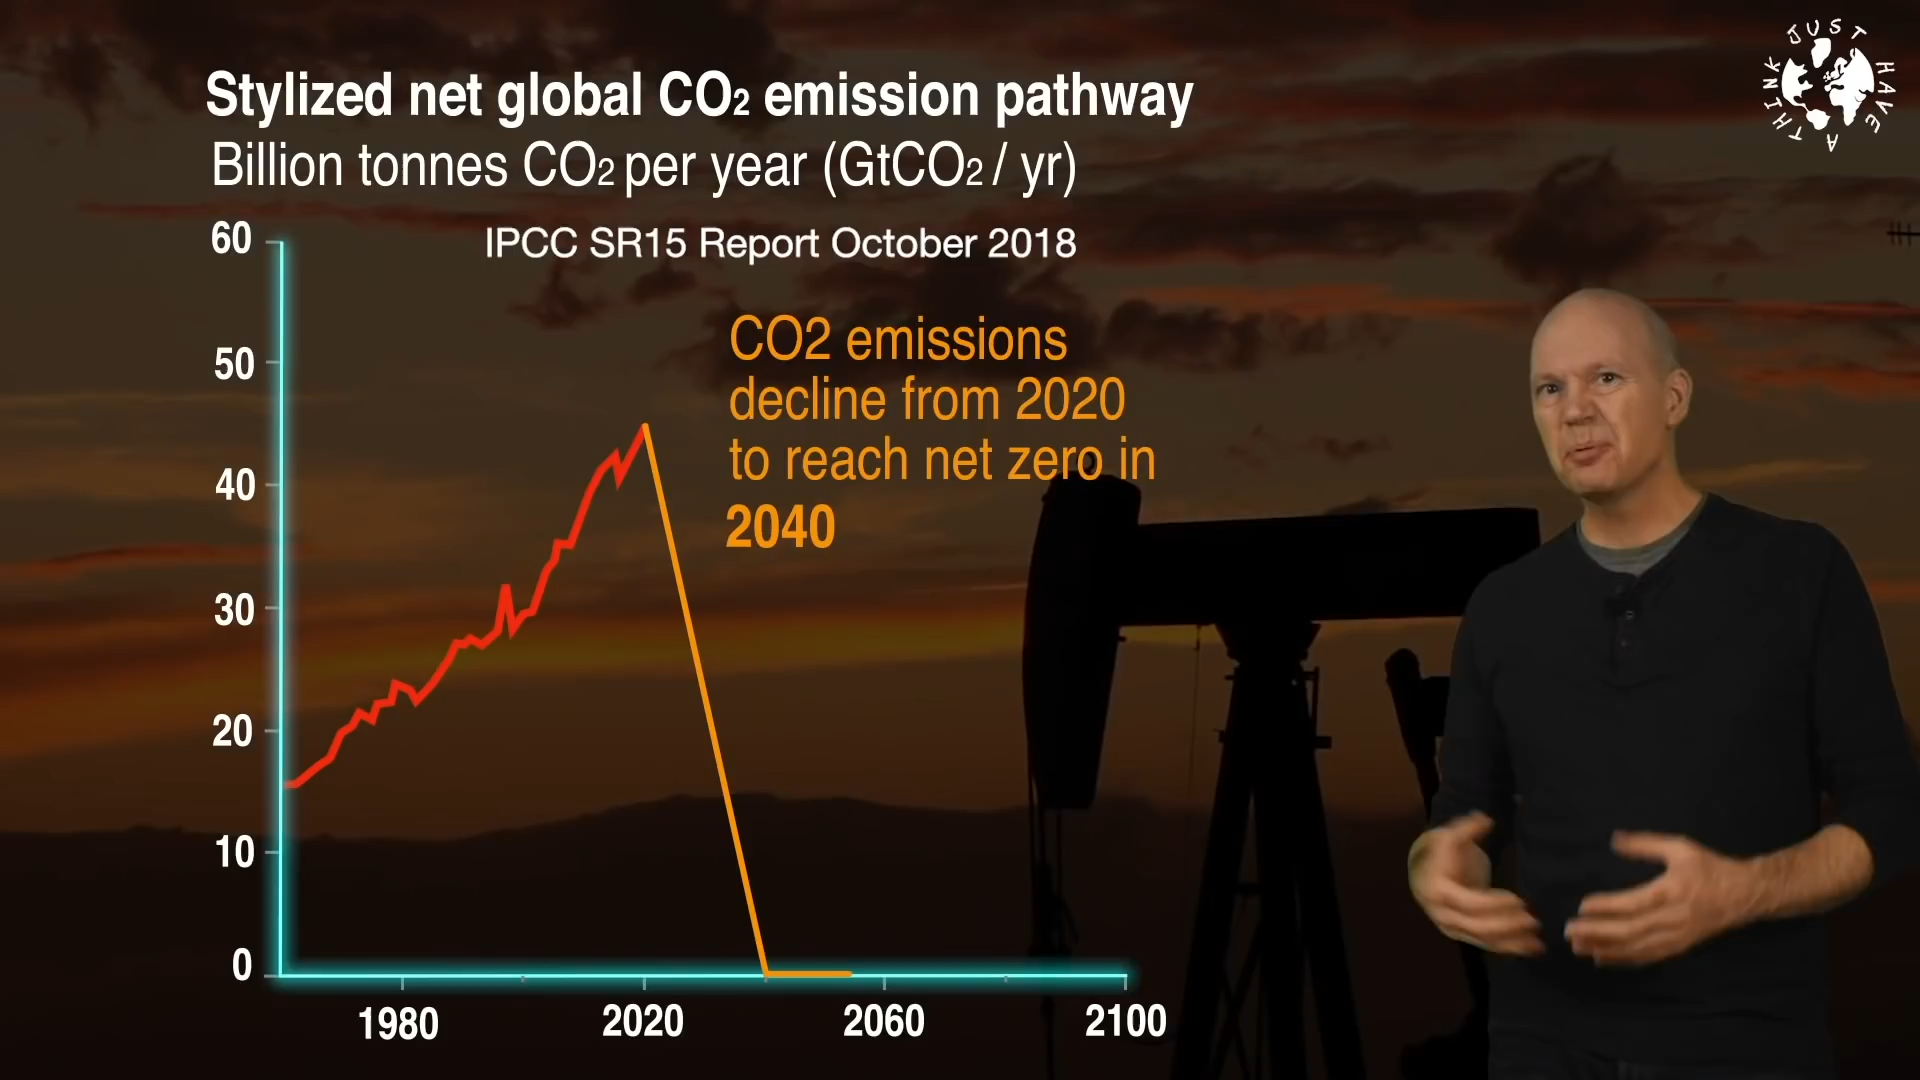 Stylized net global CO₂ emission pathway
Billion tonnes CO₂ per year (GtCO₂ / yr)
IPCC SR15 Report October 2018
JUST HAVE A THINK
CO2 emissions
decline from 2020
to reach net zero in
2040
60
50
40
30
20
10
0
1980 2020 2060 2100